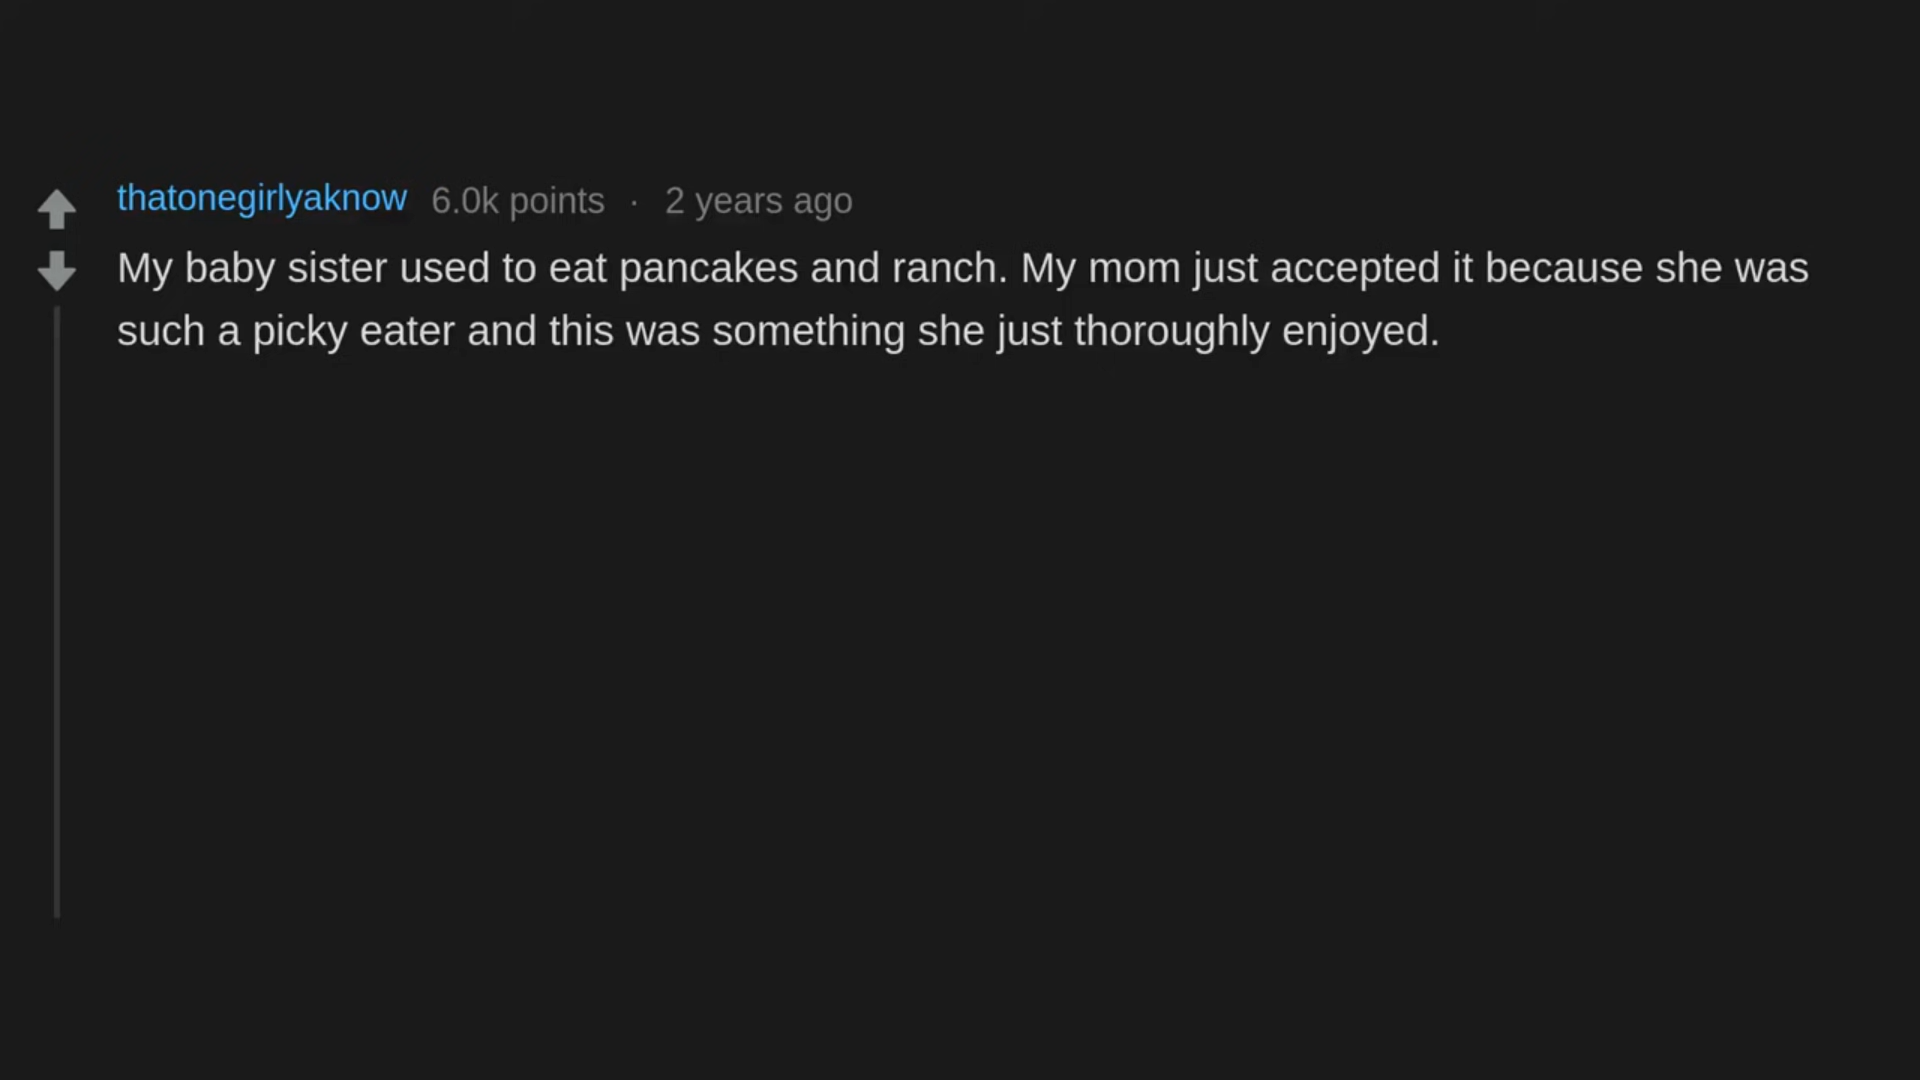 thatonegirlyaknow 6.0k points · 2 years ago
My baby sister used to eat pancakes and ranch. My mom just accepted it because she was
such a picky eater and this was something she just thoroughly enjoyed.